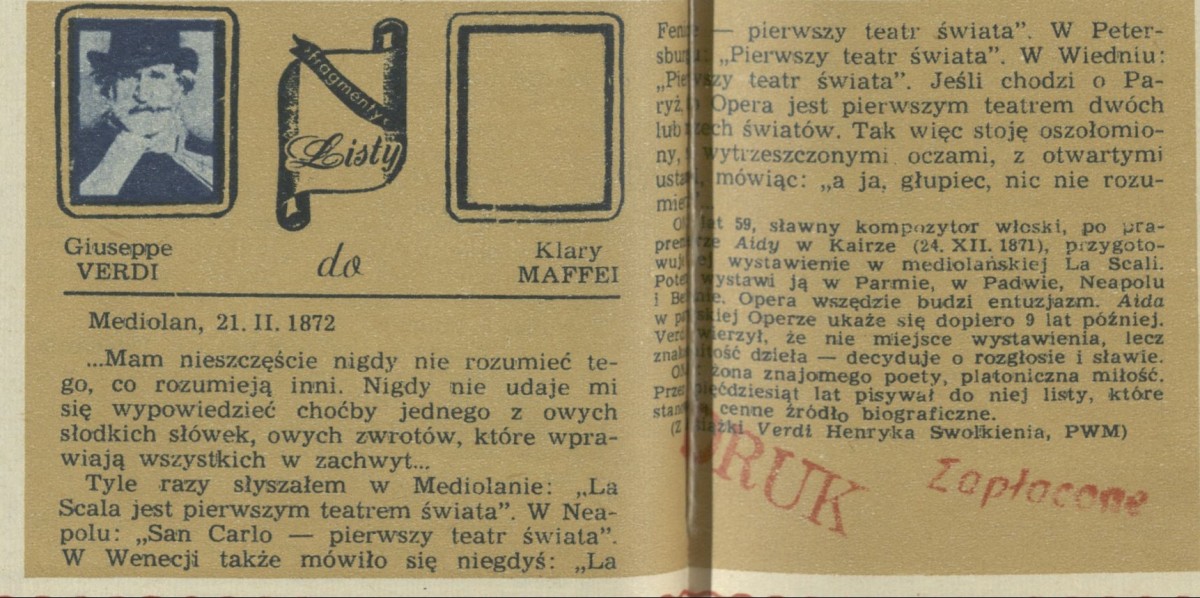 Fragmenty
Listy
Giuseppe
VERDI
do
Klary
MAFFEI
Mediolan, 21. II. 1872
...Mam nieszczęście nigdy nie rozumieć te-
go, co rozumieją inni. Nigdy nie udaje mi
się wypowiedzieć choćby jednego z owych
słodkich słówek, owych zwrotów, które wpra-
wiają wszystkich w zachwyt...
Tyle razy słyszałem w Mediolanie: „La
Scala jest pierwszym teatrem świata”. W Nea-
polu: „San Carlo — pierwszy teatr świata”.
W Wenecji także mówiło się niegdyś: „La
— pierwszy teatr świata”. W Peter-
„Pierwszy teatr świata”. W Wiedniu:
teatr świata”. Jeśli chodzi o Pa-
Opera jest pierwszym teatrem dwóch
lub światów. Tak więc stoję oszołomio-
ny, wytrzeszczonymi oczami, z otwartymi
mówiąc: „a ja, głupiec, nic nie rozu-
lat 59, sławny kompozytor włoski, po pra-
Aidy w Kairze (24. XII. 1871), przygoto-
wystawienie w mediolańskiej La Scali.
wystawi ją w Parmie, w Padwie, Neapolu
i Opera wszędzie budzi entuzjazm. Aida
w Operze ukaże się dopiero 9 lat później.
że nie miejsce wystawienia, lecz
dzieła — decyduje o rozgłosie i sławie.
żona znajomego poety, platoniczna miłość.
lat pisywał do niej listy, które
cenne źródło biograficzne.
(Z Verdi Henryka Swolkienia, PWM)
DRUK
Zapłacone